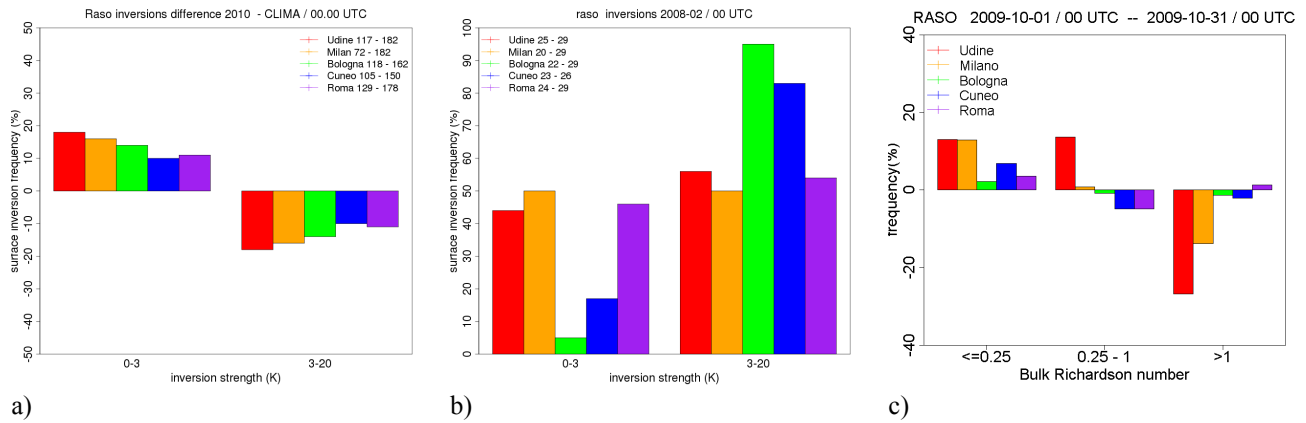 Raso inversions difference 2010 - CLIMA / 00.00 UTC
surface inversion frequency (%)
50
40
30
20
10
0
-10
-20
-30
-40
-50
Udine 117 - 182
Milan 72 - 182
Bologna 118 - 162
Cuneo 105 - 150
Roma 129 - 178
0-3
3-20
inversion strength (K)
a)
raso inversions 2008-02 / 00 UTC
surface inversion frequency (%)
100
90
80
70
60
50
40
30
20
10
0
Udine 25 - 29
Milan 20 - 29
Bologna 22 - 29
Cuneo 23 - 26
Roma 24 - 29
0-3
3-20
inversion strength (K)
b)
RASO 2009-10-01 / 00 UTC -- 2009-10-31 / 00 UTC
frequency(%)
40
20
0
-20
-40
Udine
Milano
Bologna
Cuneo
Roma
<=0.25
0.25 - 1
>1
Bulk Richardson number
c)